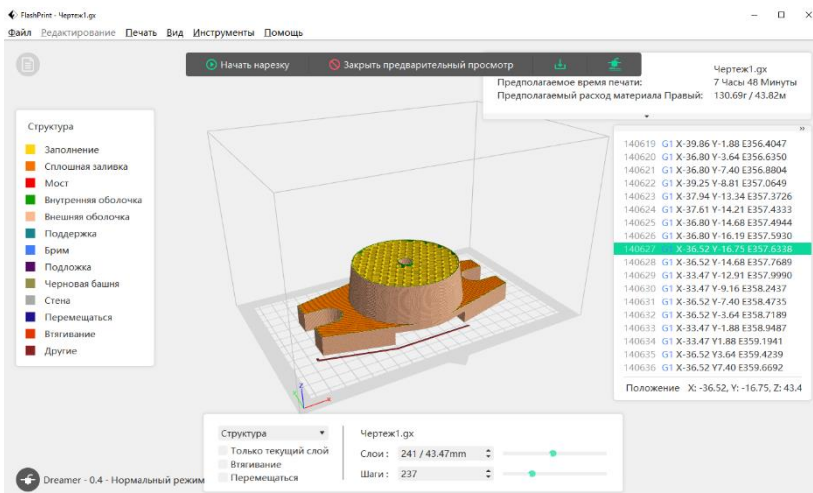 FlashPrint - Чертеж1.gx
Файл Редактирование Печать Вид Инструменты Помощь
Начать нарезку Закрыть предварительный просмотр
Чертеж1.gx
Предполагаемое время печати: 7 Часы 48 Минуты
Предполагаемый расход материала Правый: 130.69г / 43.82м
Структура
Заполнение
Сплошная заливка
Мост
Внутренняя оболочка
Внешняя оболочка
Поддержка
Брим
Подложка
Черновая башня
Стена
Перемещаться
Втягивание
Другие
»
140619 G1 X-39.86 Y-1.88 E356.4047
140620 G1 X-36.80 Y-3.64 E356.6350
140621 G1 X-36.80 Y-7.40 E356.8804
140622 G1 X-39.25 Y-8.81 E357.0649
140623 G1 X-37.94 Y-13.34 E357.3726
140624 G1 X-37.61 Y-14.21 E357.4333
140625 G1 X-36.80 Y-14.68 E357.4944
140626 G1 X-36.80 Y-16.19 E357.5930
140627 G1 X-36.52 Y-16.75 E357.6338
140628 G1 X-36.52 Y-14.68 E357.7689
140629 G1 X-33.47 Y-12.91 E357.9990
140630 G1 X-33.47 Y-9.16 E358.2437
140631 G1 X-36.52 Y-7.40 E358.4735
140632 G1 X-36.52 Y-3.64 E358.7189
140633 G1 X-33.47 Y-1.88 E358.9487
140634 G1 X-33.47 Y1.88 E359.1941
140635 G1 X-36.52 Y3.64 E359.4239
140636 G1 X-36.52 Y7.40 E359.6692
Положение X: -36.52, Y: -16.75, Z: 43.4
z
x
Структура
Только текущий слой
Втягивание
Перемещаться
Чертеж1.gx
Слои : 241 / 43.47mm
Шаги : 237
Dreamer - 0.4 - Нормальный режим